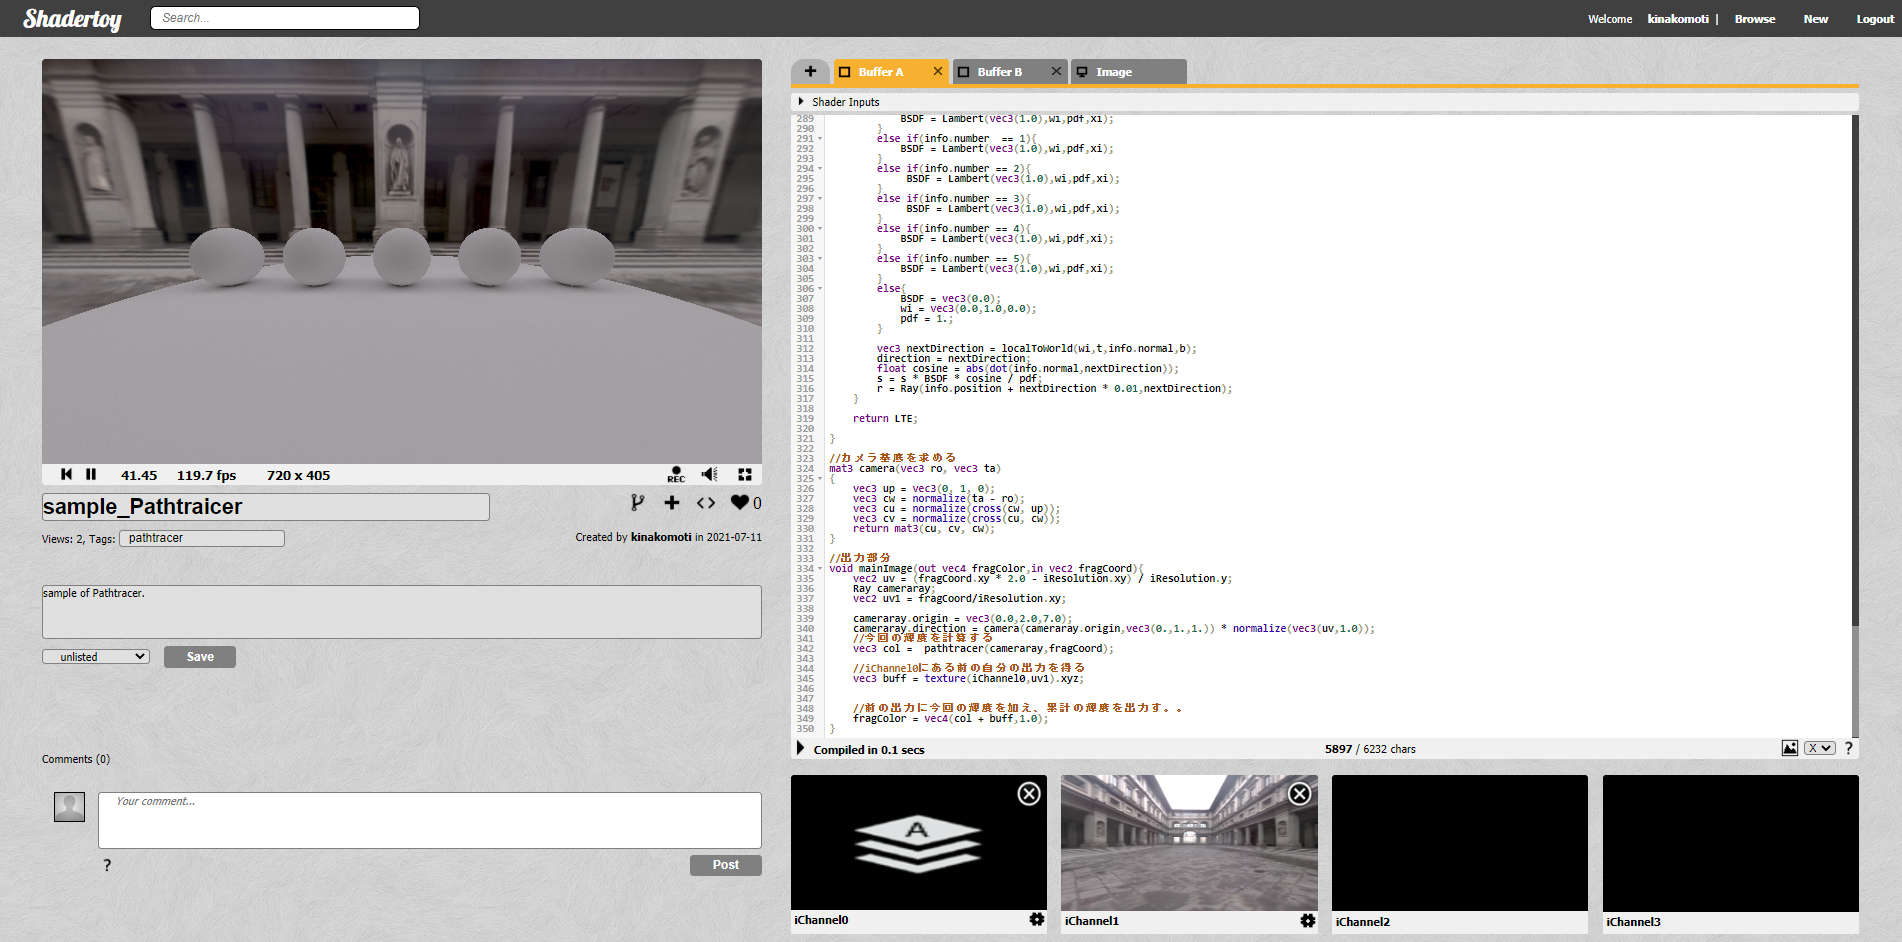 Shadertoy
Search...
Welcome kinakomoti | Browse New Logout
Buffer A
Buffer B
Image
Shader Inputs
289 BSDF = Lambert(vec3(1.0),wi,pdf,xi);
290 }
291 else if(info.number  == 1){
292 BSDF = Lambert(vec3(1.0),wi,pdf,xi);
293 }
294 else if(info.number == 2){
295 BSDF = Lambert(vec3(1.0),wi,pdf,xi);
296 }
297 else if(info.number == 3){
298 BSDF = Lambert(vec3(1.0),wi,pdf,xi);
299 }
300 else if(info.number == 4){
301 BSDF = Lambert(vec3(1.0),wi,pdf,xi);
302 }
303 else if(info.number == 5){
304 BSDF = Lambert(vec3(1.0),wi,pdf,xi);
305 }
306 else{
307 BSDF = vec3(0.0);
308 wi = vec3(0.0,1.0,0.0);
309 pdf = 1.;
310 }
311
312 vec3 nextDirection = localToWorld(wi,t,info.normal,b);
313 direction = nextDirection;
314 float cosine = abs(dot(info.normal,nextDirection));
315 s = s * BSDF * cosine / pdf;
316 r = Ray(info.position + nextDirection * 0.01,nextDirection);
317 }
318
319 return LTE;
320
321 }
322
323 //カメラ基底を求める
324 mat3 camera(vec3 ro, vec3 ta)
325 {
326 vec3 up = vec3(0, 1, 0);
327 vec3 cw = normalize(ta - ro);
328 vec3 cu = normalize(cross(cw, up));
329 vec3 cv = normalize(cross(cu, cw));
330 return mat3(cu, cv, cw);
331 }
332
333 //出力部分
334 void mainImage(out vec4 fragColor,in vec2 fragCoord){
335 vec2 uv = (fragCoord.xy * 2.0 - iResolution.xy) / iResolution.y;
336 Ray cameraray;
337 vec2 uv1 = fragCoord/iResolution.xy;
338
339 cameraray.origin = vec3(0.0,2.0,7.0);
340 cameraray.direction = camera(cameraray.origin,vec3(0.,1.,1.)) * normalize(vec3(uv,1.0));
341 //今回の輝度を計算する
342 vec3 col =  pathtracer(cameraray,fragCoord);
343
344 //iChannel0にある前の自分の出力を得る
345 vec3 buff = texture(iChannel0,uv1).xyz;
346
347
348 //前の出力に今回の輝度を加え、累計の輝度を出力す。。
349 fragColor = vec4(col + buff,1.0);
350 }
Compiled in 0.1 secs
5897 / 6232 chars
X
?
A
iChannel0
iChannel1
iChannel2
iChannel3
41.45 119.7 fps 720 x 405
REC
sample_Pathtraicer
0
Views: 2, Tags: pathtracer
Created by kinakomoti in 2021-07-11
sample of Pathtracer.
unlisted
Save
Comments (0)
Your comment...
?
Post